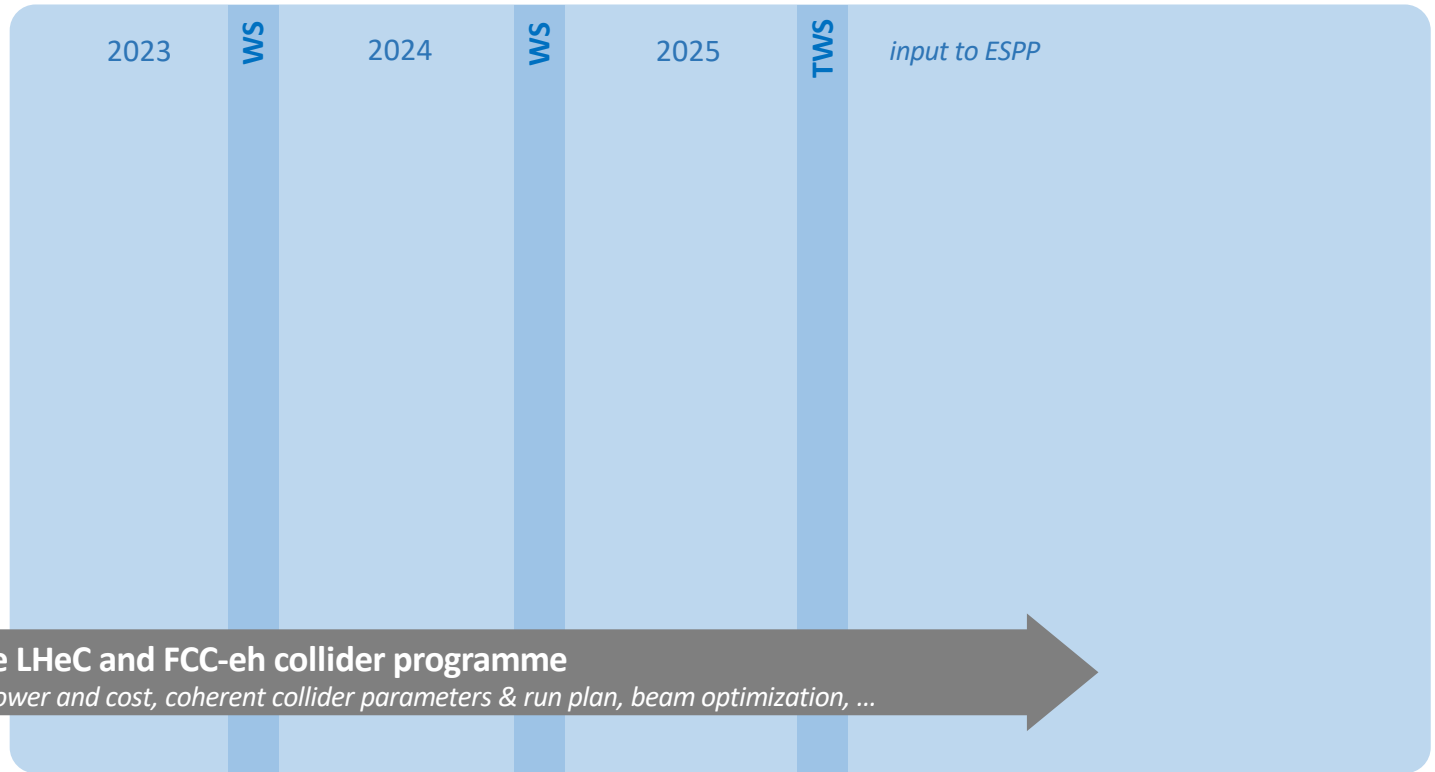 2023
WS
2024
WS
2025
TWS
input to ESPP
LHeC and FCC-eh collider programme
and cost, coherent collider parameters & run plan, beam optimization, ...